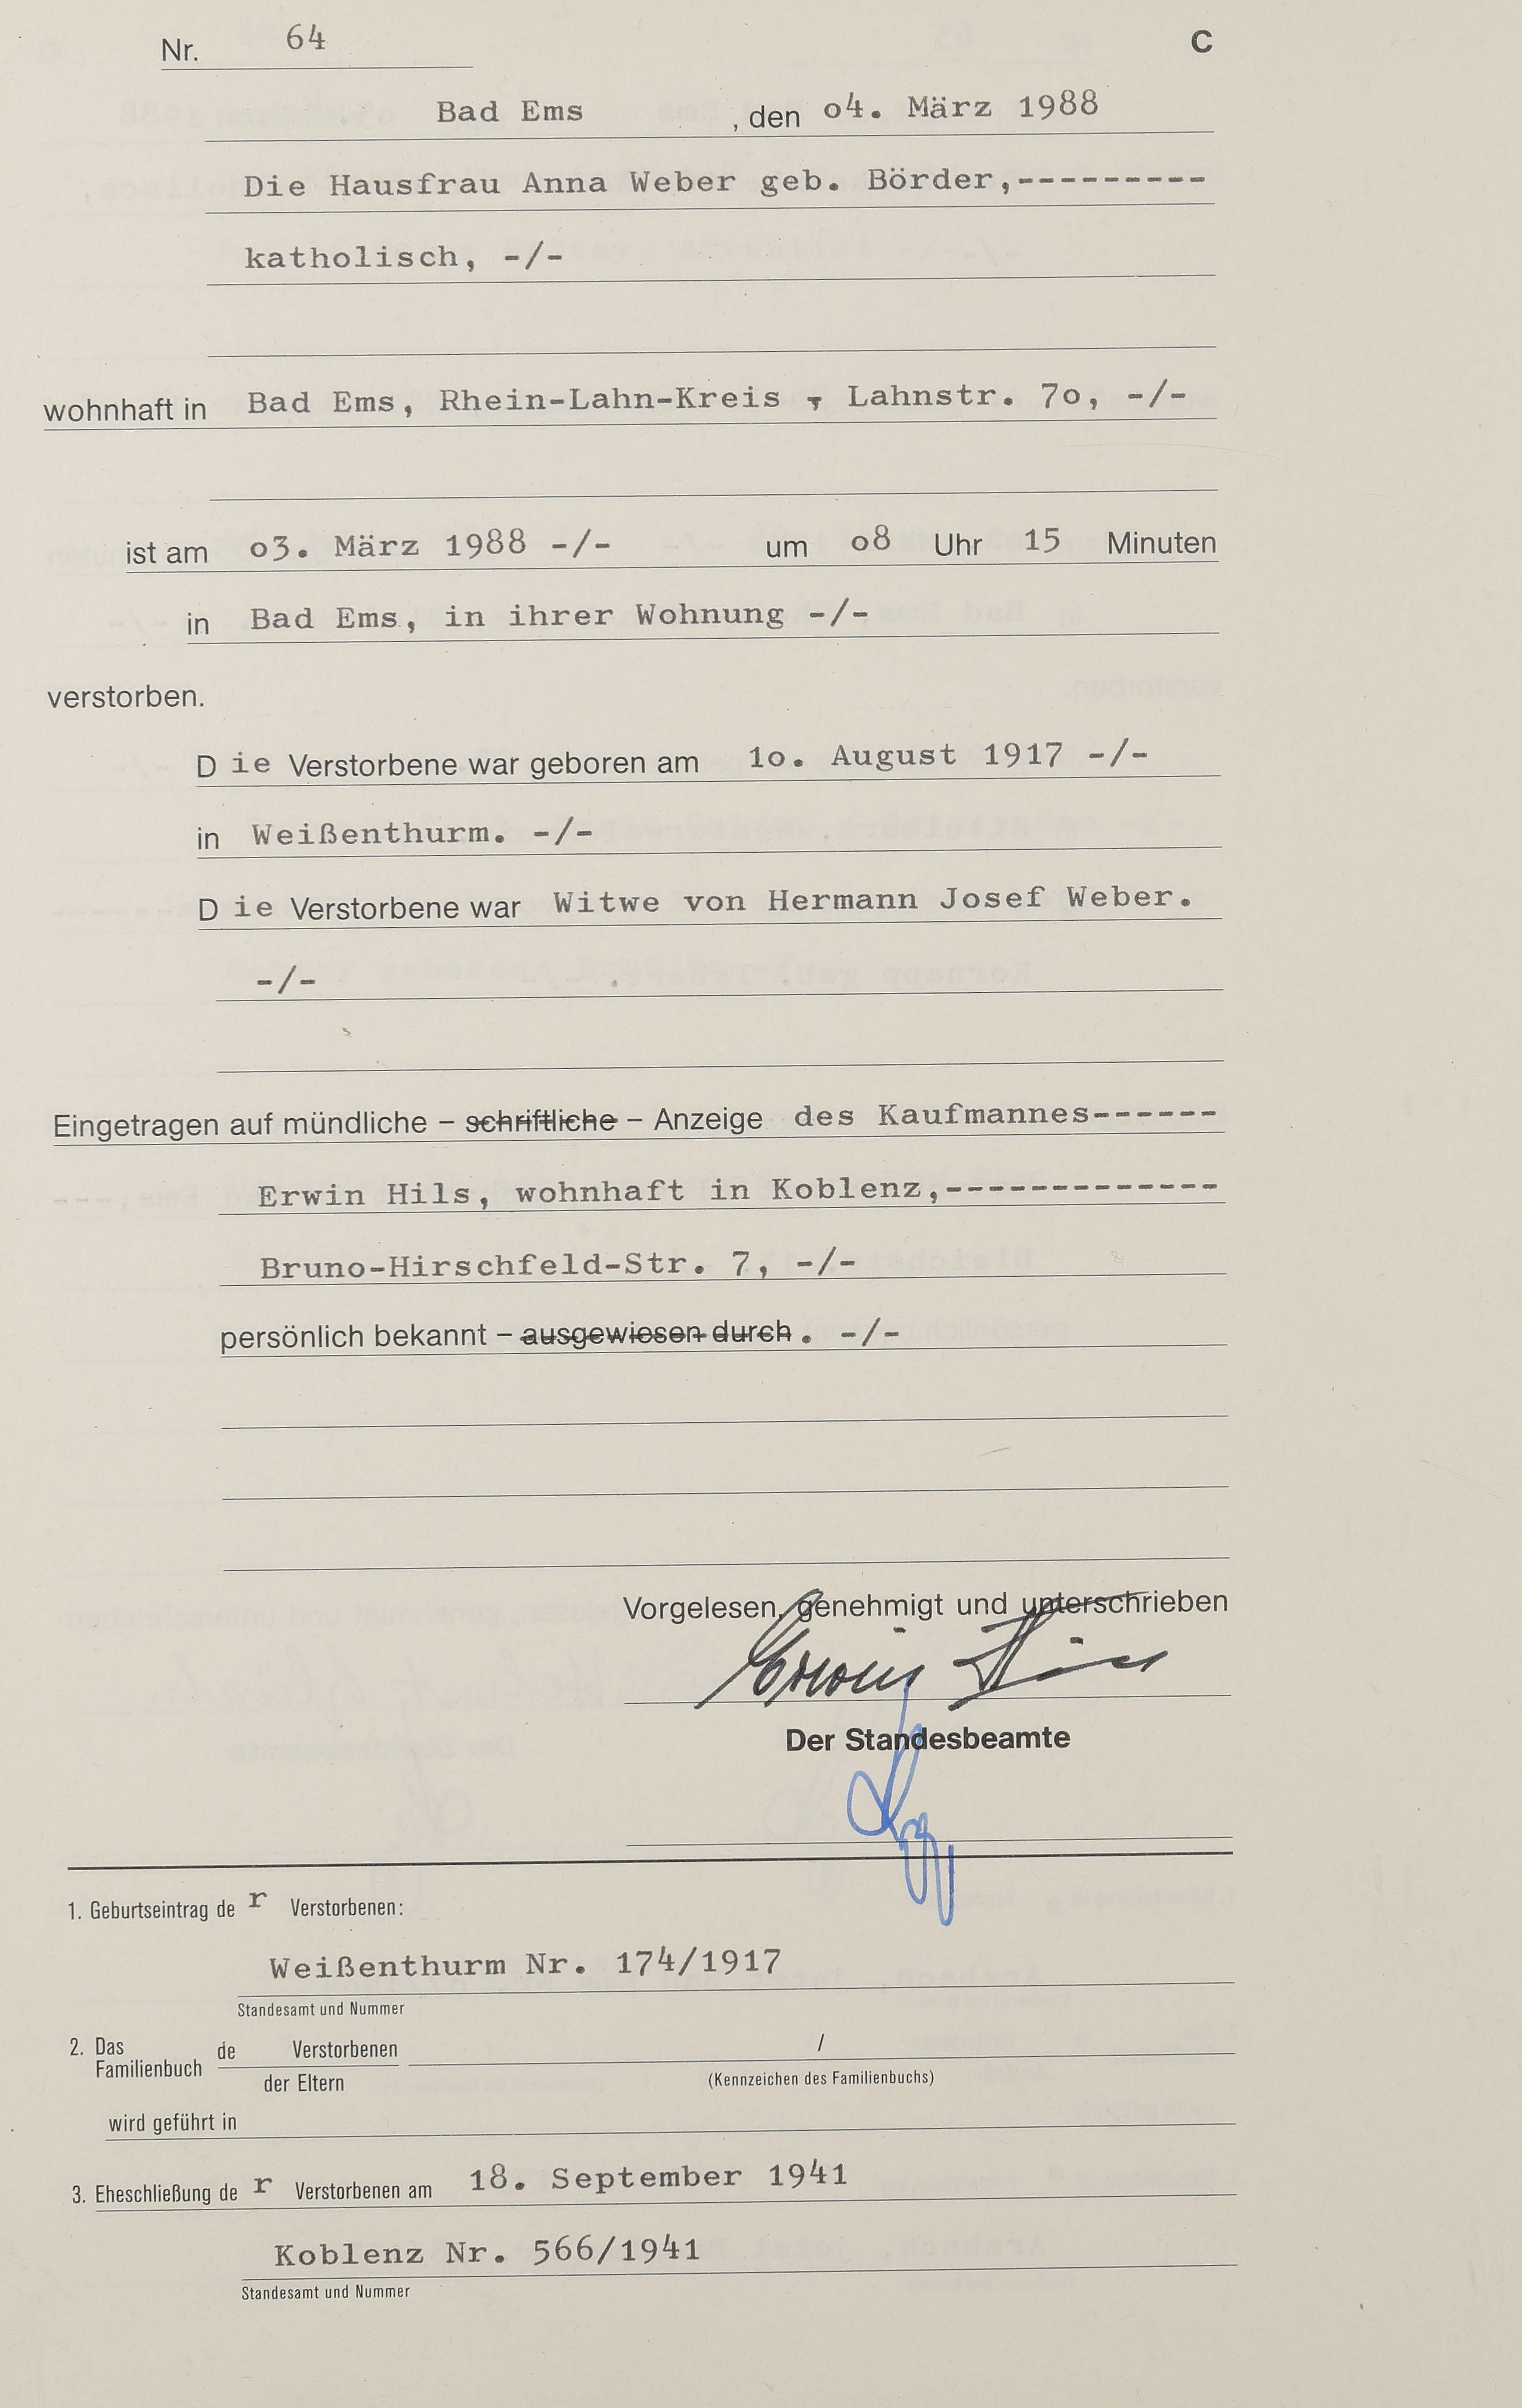 Nr. 64 C
Bad Ems , den o4. März 1988
Die Hausfrau Anna Weber geb. Börder,---------
katholisch, -/-
wohnhaft in Bad Ems, Rhein-Lahn-Kreis , Lahnstr. 7o, -/-
ist am o3. März 1988 -/- um o8 Uhr 15 Minuten
in Bad Ems, in ihrer Wohnung -/-
verstorben.
D ie Verstorbene war geboren am 1o. August 1917 -/-
in Weißenthurm. -/-
D ie Verstorbene war Witwe von Hermann Josef Weber.
-/-
Eingetragen auf mündliche – schriftliche – Anzeige des Kaufmannes------
Erwin Hils, wohnhaft in Koblenz,-------------
Bruno-Hirschfeld-Str. 7, -/-
persönlich bekannt – ausgewiesen durch . -/-
Vorgelesen, genehmigt und unterschrieben
Erwin Hils
Der Standesbeamte
1. Geburtseintrag de r Verstorbenen:
Weißenthurm Nr. 174/1917
Standesamt und Nummer
2. Das Familienbuch de Verstorbenen /
der Eltern (Kennzeichen des Familienbuchs)
wird geführt in
3. Eheschließung de r Verstorbenen am 18. September 1941
Koblenz Nr. 566/1941
Standesamt und Nummer